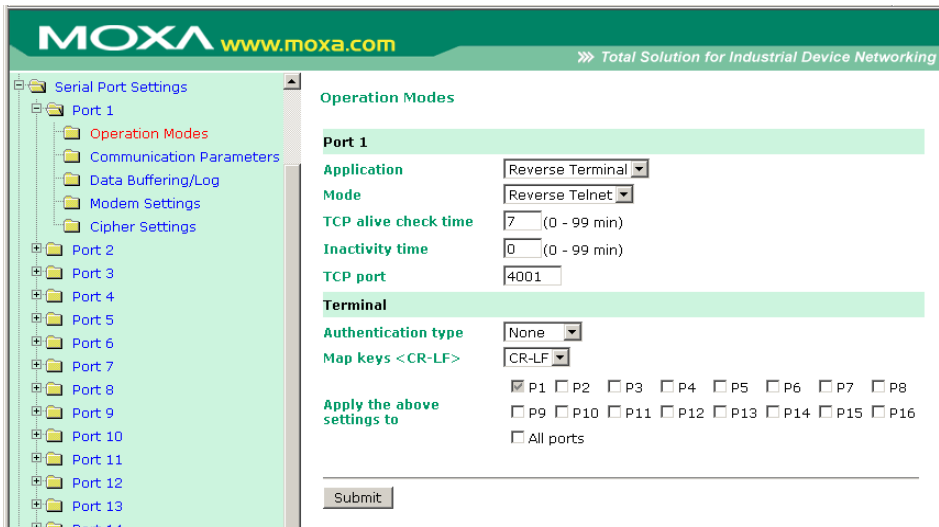 MOXA www.moxa.com
Total Solution for Industrial Device Networking
Serial Port Settings
Port 1
Operation Modes
Communication Parameters
Data Buffering/Log
Modem Settings
Cipher Settings
Port 2
Port 3
Port 4
Port 5
Port 6
Port 7
Port 8
Port 9
Port 10
Port 11
Port 12
Port 13
Operation Modes
Port 1
Application Reverse Terminal
Mode Reverse Telnet
TCP alive check time 7 (0 - 99 min)
Inactivity time 0 (0 - 99 min)
TCP port 4001
Terminal
Authentication type None
Map keys <CR-LF> CR-LF
Apply the above
settings to
P1 P2 P3 P4 P5 P6 P7 P8
P9 P10 P11 P12 P13 P14 P15 P16
All ports
Submit